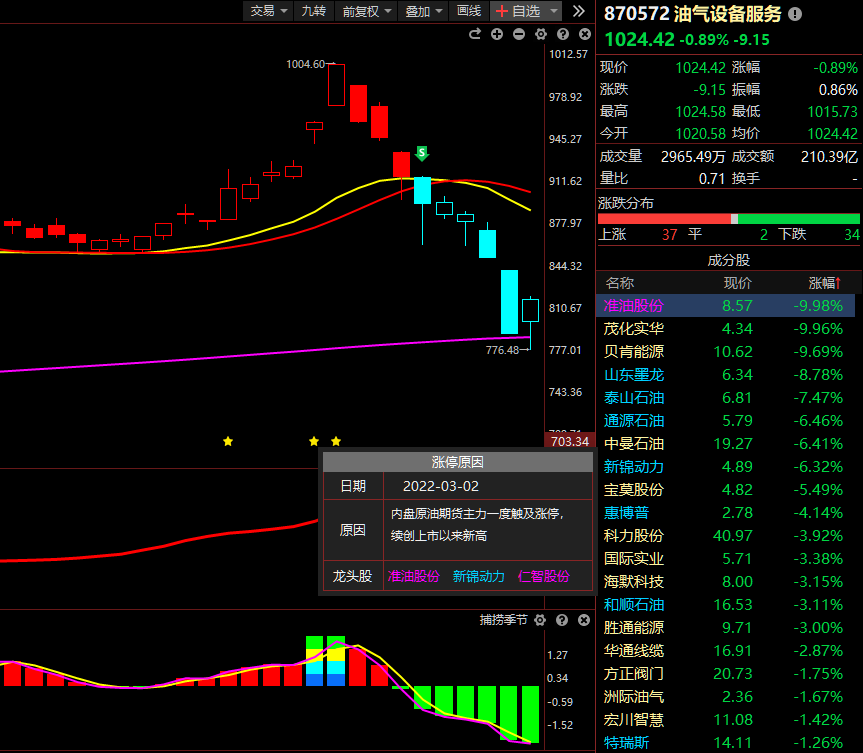 交易 九转 前复权 叠加 画线 +自选
870572 油气设备服务
1024.42 -0.89% -9.15
现价 1024.42 涨幅 -0.89%
涨跌 -9.15 振幅 0.86%
最高 1024.58 最低 1015.73
今开 1020.58 均价 1024.42
成交量 2965.49万 成交额 210.39亿
量比 0.71 换手 -
涨跌分布
上涨 37 平 2 下跌 34
成分股
名称 现价 涨幅↑
准油股份 8.57 -9.98%
茂化实华 4.34 -9.96%
贝肯能源 10.62 -9.69%
山东墨龙 6.34 -8.78%
泰山石油 6.81 -7.47%
通源石油 5.79 -6.46%
中曼石油 19.27 -6.41%
新锦动力 4.89 -6.32%
宝莫股份 4.82 -5.49%
惠博普 2.78 -4.14%
科力股份 40.97 -3.92%
国际实业 5.71 -3.38%
海默科技 8.00 -3.15%
和顺石油 16.53 -3.11%
胜通能源 9.71 -3.00%
华通线缆 16.91 -2.87%
方正阀门 20.73 -1.75%
洲际油气 2.36 -1.67%
宏川智慧 11.08 -1.42%
特瑞斯 14.11 -1.26%
1012.57
978.92
945.27
911.62
877.97
844.32
810.67
777.01
743.36
703.34
1004.60
S
776.48
涨停原因
日期 2022-03-02
原因 内盘原油期货主力一度触及涨停，
续创上市以来新高
龙头股 准油股份 新锦动力 仁智股份
捕捞季节
1.27
0.34
-0.59
-1.52